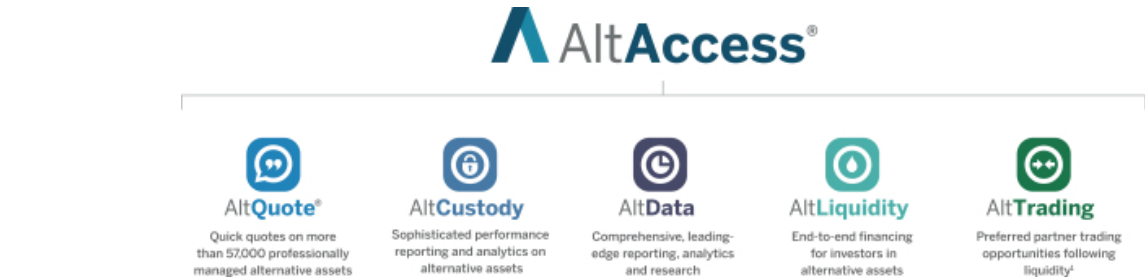 AltAccess®
AltQuote®
Quick quotes on more
than 57,000 professionally
managed alternative assets
AltCustody
Sophisticated performance
reporting and analytics on
alternative assets
AltData
Comprehensive, leading-
edge reporting, analytics
and research
AltLiquidity
End-to-end financing
for investors in
alternative assets
AltTrading
Preferred partner trading
opportunities following
liquidity¹